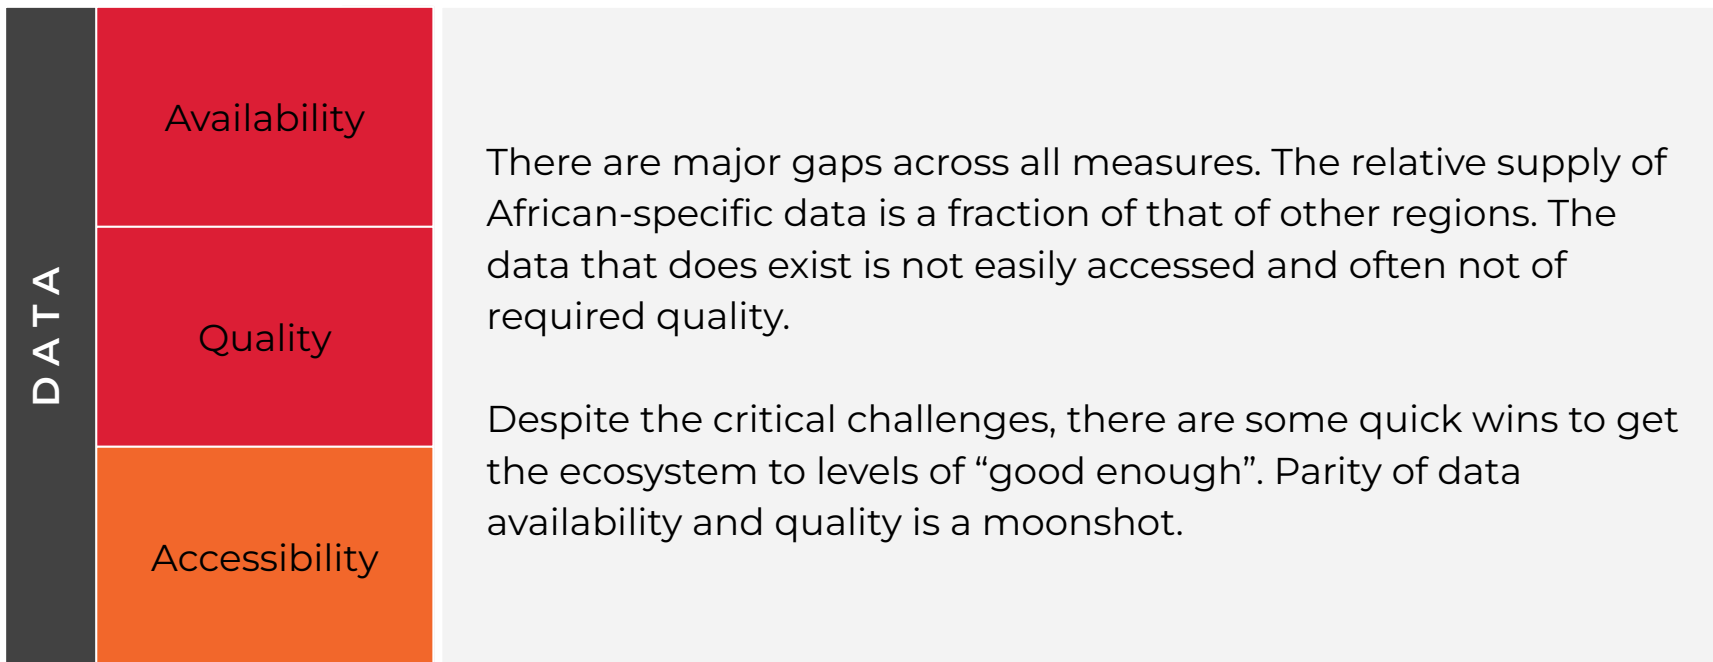 DATA
Availability
Quality
Accessibility
There are major gaps across all measures. The relative supply of
African-specific data is a fraction of that of other regions. The
data that does exist is not easily accessed and often not of
required quality.
Despite the critical challenges, there are some quick wins to get
the ecosystem to levels of “good enough”. Parity of data
availability and quality is a moonshot.